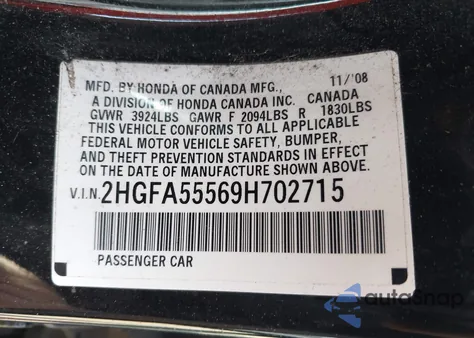 MFD. BY HONDA OF CANADA MFG., 11/'08
A DIVISION OF HONDA CANADA INC. CANADA
GVWR 3924LBS GAWR F 2094LBS R 1830LBS
THIS VEHICLE CONFORMS TO ALL APPLICABLE
FEDERAL MOTOR VEHICLE SAFETY, BUMPER,
AND THEFT PREVENTION STANDARDS IN EFFECT
ON THE DATE OF MANUFACTURE SHOWN ABOVE.
V.I.N. 2HGFA55569H702715
PASSENGER CAR
autoSnap